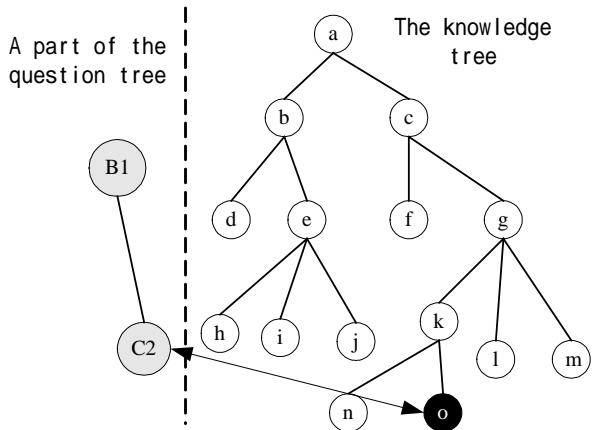 A part of the
question tree
The knowledge
tree
a
b
c
B1
d
e
f
g
h
i
j
k
C2
l
m
n
o